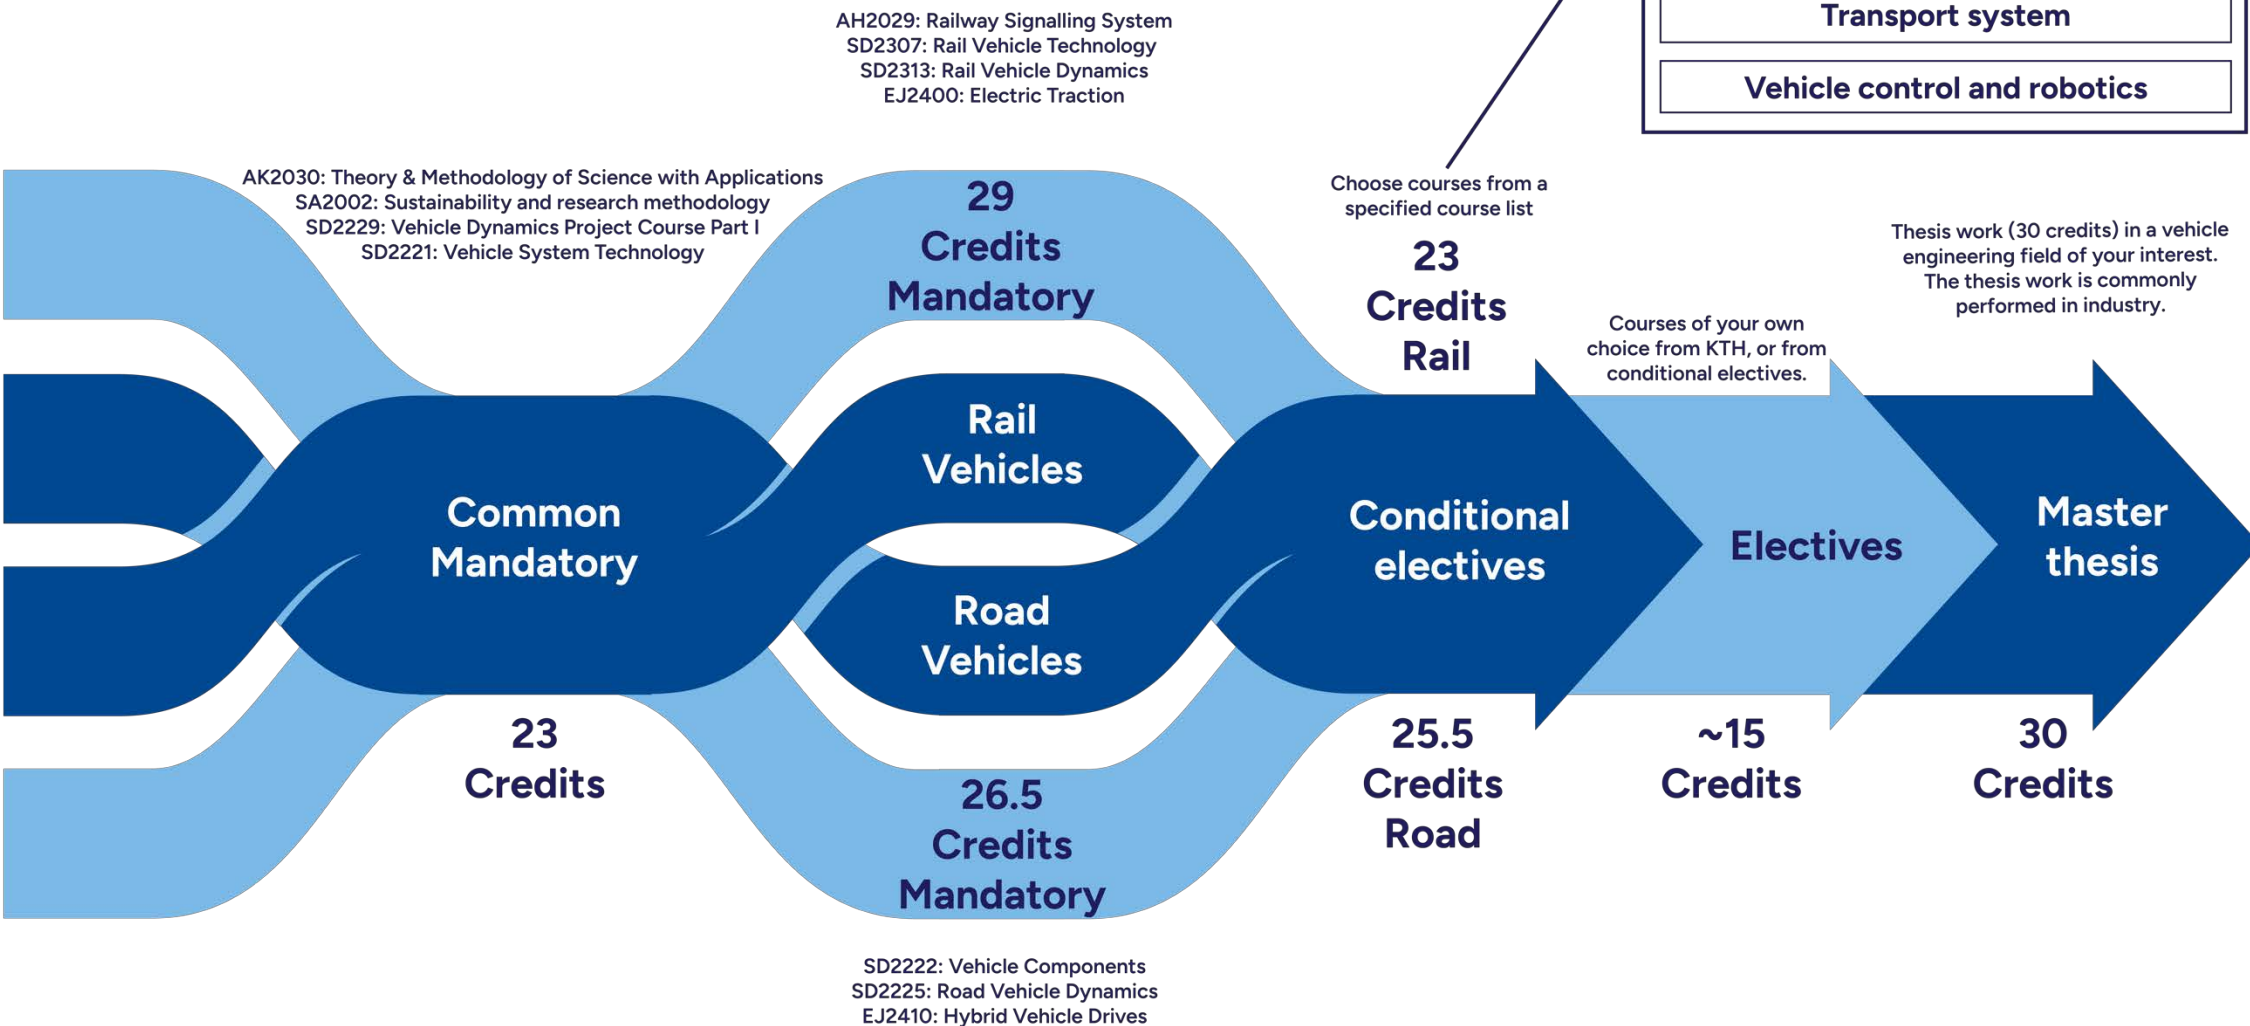 Transport system
Vehicle control and robotics
AH2029: Railway Signalling System
SD2307: Rail Vehicle Technology
SD2313: Rail Vehicle Dynamics
EJ2400: Electric Traction
AK2030: Theory & Methodology of Science with Applications
SA2002: Sustainability and research methodology
SD2229: Vehicle Dynamics Project Course Part I
SD2221: Vehicle System Technology
29
Credits
Mandatory
Choose courses from a
specified course list
23
Credits
Rail
Courses of your own
choice from KTH, or from
conditional electives.
Thesis work (30 credits) in a vehicle
engineering field of your interest.
The thesis work is commonly
performed in industry.
Common
Mandatory
Rail
Vehicles
Road
Vehicles
Conditional
electives
Electives
Master
thesis
23
Credits
26.5
Credits
Mandatory
25.5
Credits
Road
~15
Credits
30
Credits
SD2222: Vehicle Components
SD2225: Road Vehicle Dynamics
EJ2410: Hybrid Vehicle Drives